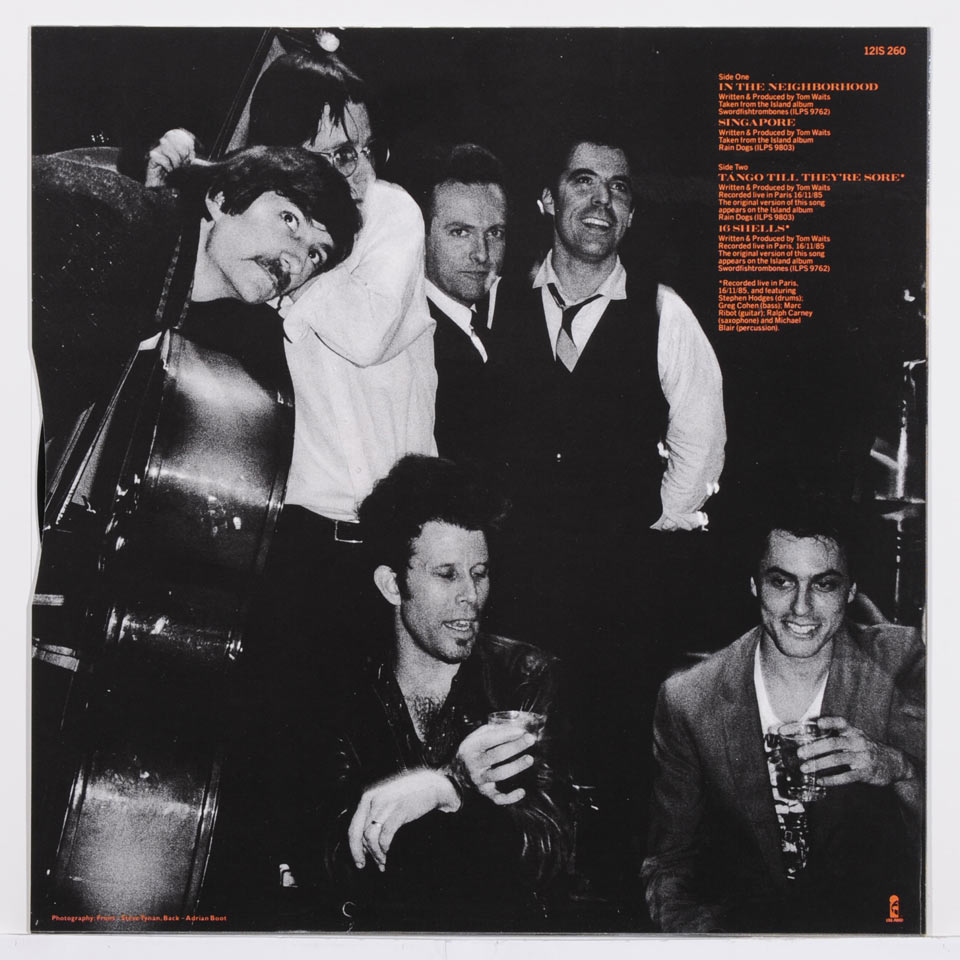 12IS 260
Side One
IN THE NEIGHBORHOOD
Written & Produced by Tom Waits
Taken from the Island album
Swordfishtrombones (ILPS 9762)
SINGAPORE
Written & Produced by Tom Waits
Taken from the Island album
Rain Dogs (ILPS 9803)
Side Two
TANGO TILL THEY'RE SORE*
Written & Produced by Tom Waits
Recorded live in Paris 16/11/85
The original version of this song
appears on the Island album
Rain Dogs (ILPS 9803)
16 SHELLS*
Written & Produced by Tom Waits
Recorded live in Paris, 16/11/85
The original version of this song
appears on the Island album
Swordfishtrombones (ILPS 9762)
*Recorded live in Paris,
16/11/85, and featuring
Stephen Hodges (drums);
Greg Cohen (bass); Marc
Ribot (guitar); Ralph Carney
(saxophone) and Michael
Blair (percussion).
Photography: Front - Steve Tynan, Back - Adrian Boot
ISLAND